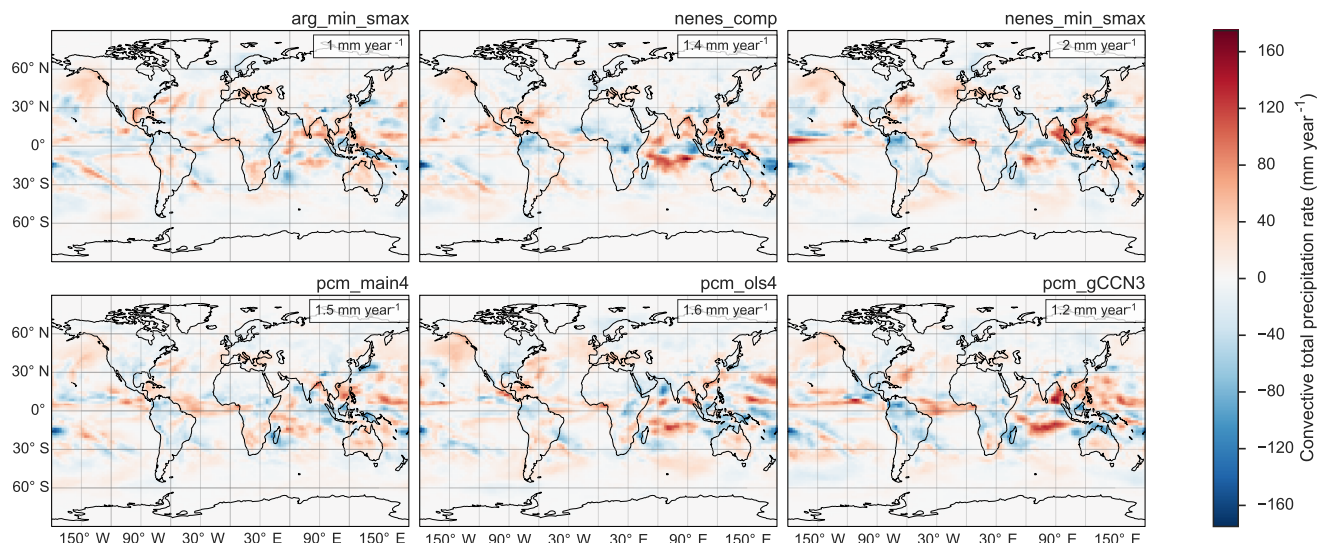 arg_min_smax nenes_comp nenes_min_smax
1 mm year⁻¹ 1.4 mm year⁻¹ 2 mm year⁻¹
60° N
30° N
0°
30° S
60° S
pcm_main4 pcm_ols4 pcm_gCCN3
1.5 mm year⁻¹ 1.6 mm year⁻¹ 1.2 mm year⁻¹
60° N
30° N
0°
30° S
60° S
150° W 90° W 30° W 30° E 90° E 150° E 150° W 90° W 30° W 30° E 90° E 150° E 150° W 90° W 30° W 30° E 90° E 150° E
160
120
80
40
0
−40
−80
−120
−160
Convective total precipitation rate (mm year⁻¹)